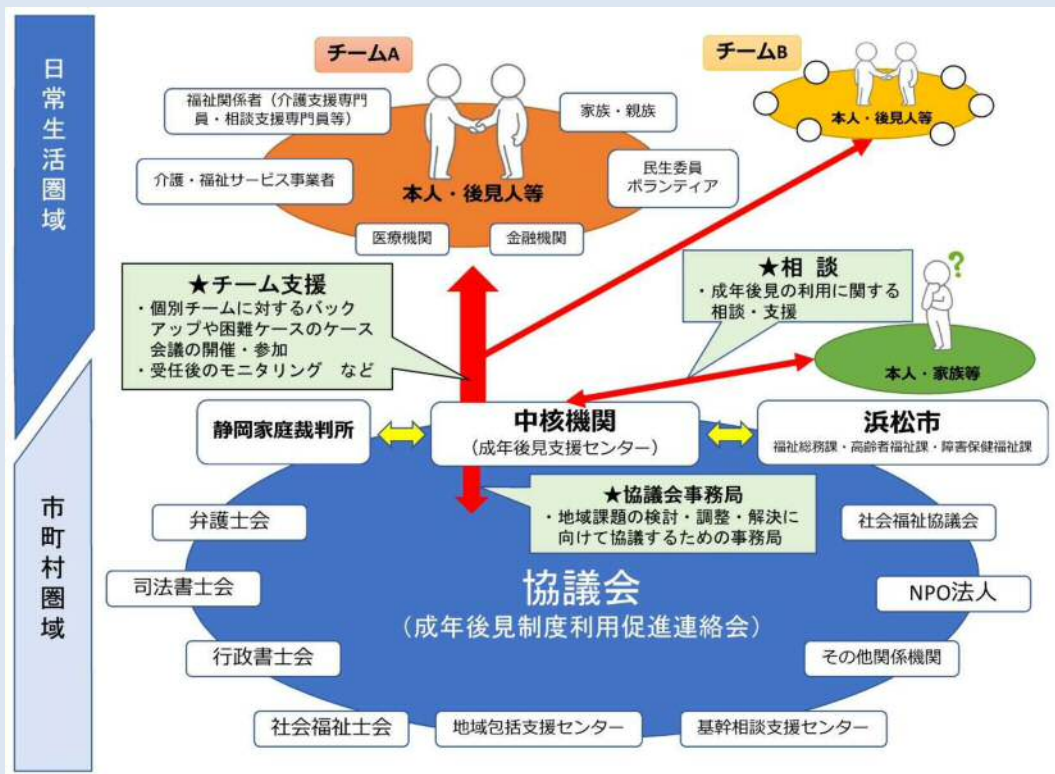 日常生活圏域
チームA
チームB
福祉関係者(介護支援専門
員・相談支援専門員等)
家族・親族
本人・後見人等
介護・福祉サービス事業者
民生委員
ボランティア
本人・後見人等
医療機関
金融機関
★チーム支援
・個別チームに対するバック
アップや困難ケースのケース
会議の開催・参加
・受任後のモニタリング など
★相 談
・成年後見の利用に関する
相談・支援
?
本人・家族等
市町村圏域
静岡家庭裁判所
中核機関
(成年後見支援センター)
浜松市
福祉総務課・高齢者福祉課・障害保健福祉課
★協議会事務局
・地域課題の検討・調整・解決に
向けて協議するための事務局
弁護士会
社会福祉協議会
司法書士会
協議会
NPO法人
(成年後見制度利用促進連絡会)
行政書士会
その他関係機関
社会福祉士会
地域包括支援センター
基幹相談支援センター